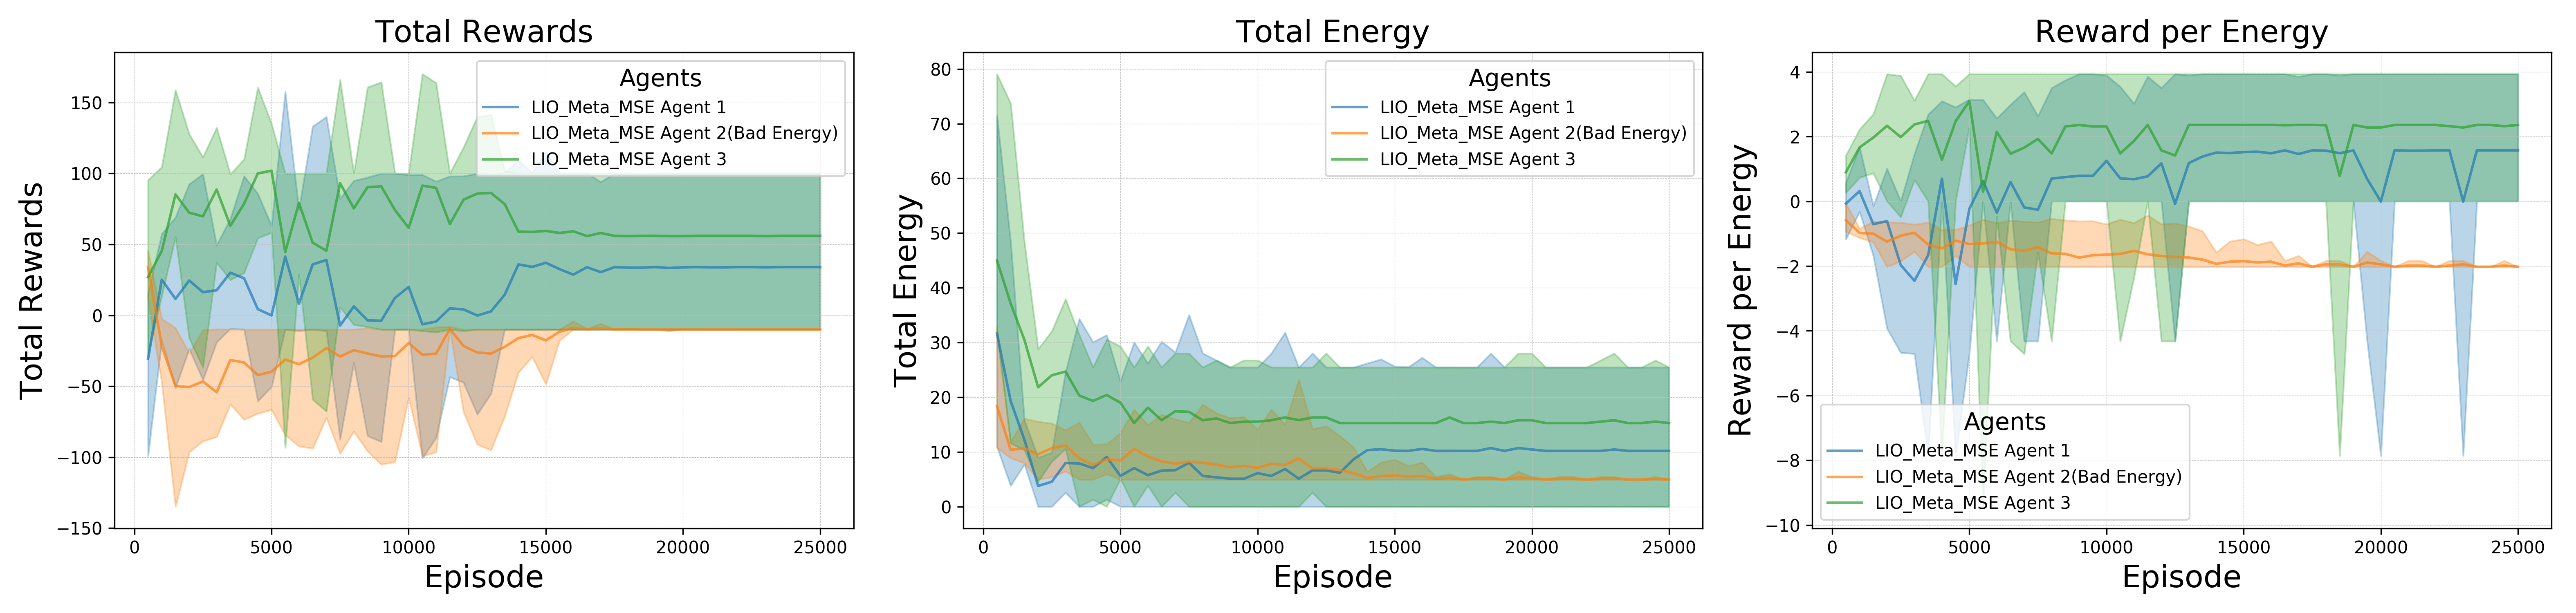 Total Rewards
Total Rewards
150
100
50
0
−50
−100
−150
Agents
LIO_Meta_MSE Agent 1
LIO_Meta_MSE Agent 2(Bad Energy)
LIO_Meta_MSE Agent 3
0 5000 10000 15000 20000 25000
Episode
Total Energy
Total Energy
80
70
60
50
40
30
20
10
0
Agents
LIO_Meta_MSE Agent 1
LIO_Meta_MSE Agent 2(Bad Energy)
LIO_Meta_MSE Agent 3
0 5000 10000 15000 20000 25000
Episode
Reward per Energy
Reward per Energy
4
2
0
−2
−4
−6
−8
−10
Agents
LIO_Meta_MSE Agent 1
LIO_Meta_MSE Agent 2(Bad Energy)
LIO_Meta_MSE Agent 3
0 5000 10000 15000 20000 25000
Episode